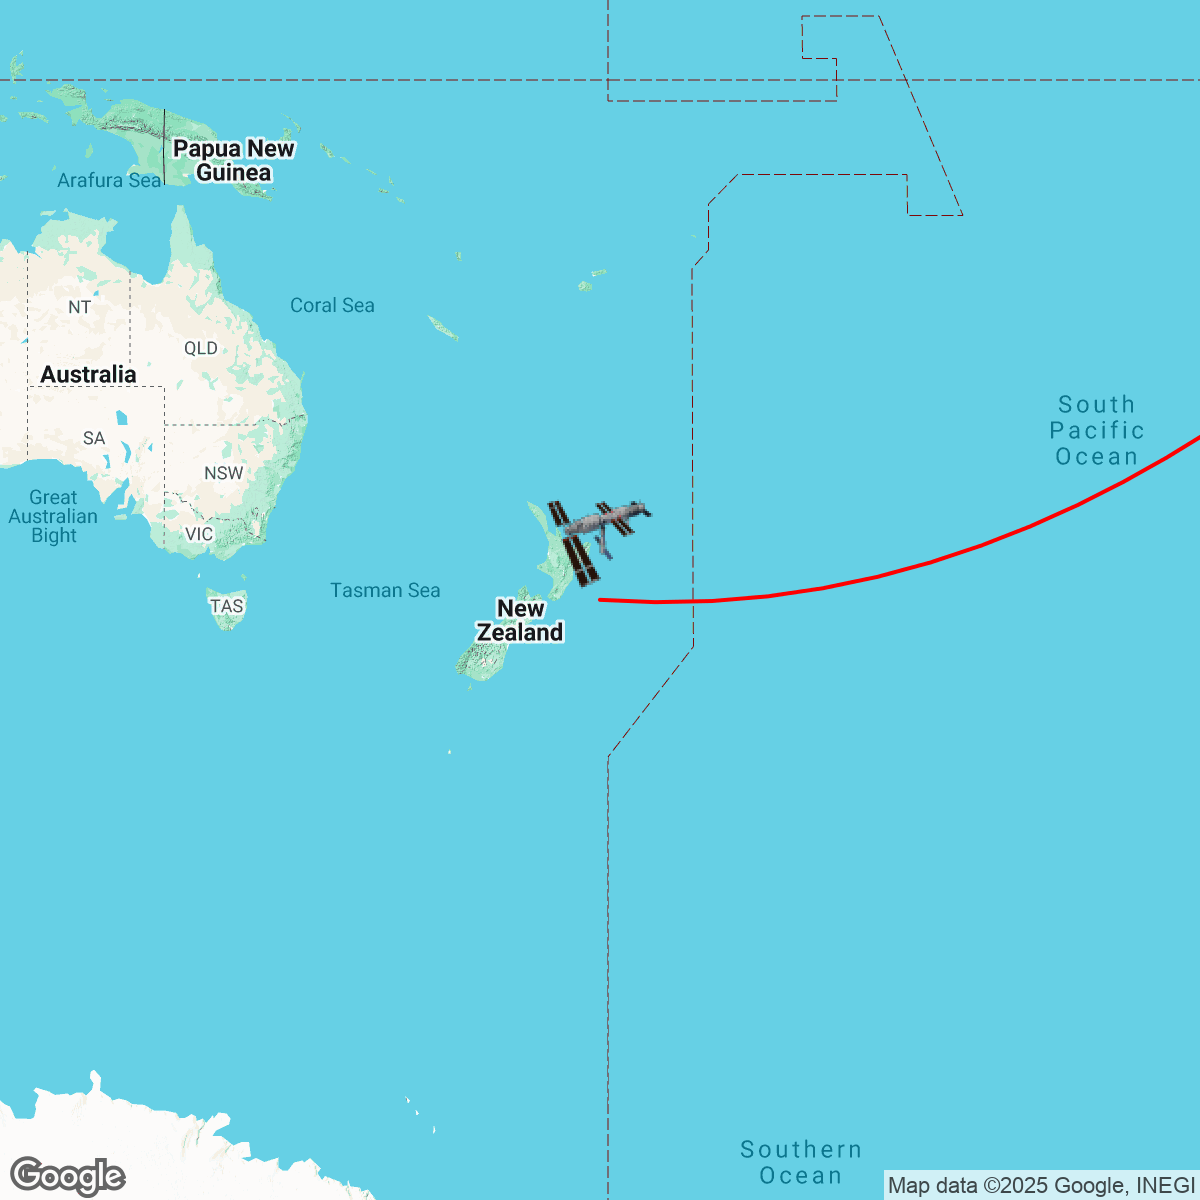 Papua New
Guinea
Arafura Sea
NT
Coral Sea
QLD
Australia
South
Pacific
Ocean
SA
NSW
Great
Australian
Bight
VIC
Tasman Sea
TAS
New
Zealand
Southern
Ocean
Google
Map data ©2025 Google, INEGI